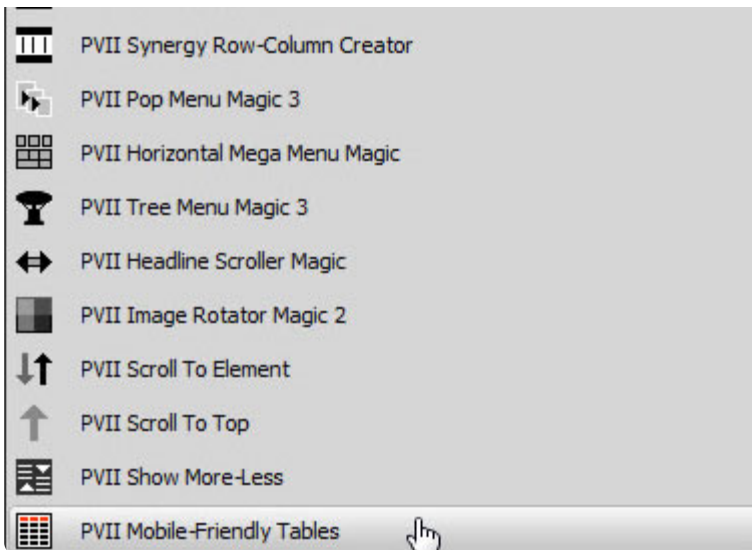 PVII Synergy Row-Column Creator
PVII Pop Menu Magic 3
PVII Horizontal Mega Menu Magic
PVII Tree Menu Magic 3
PVII Headline Scroller Magic
PVII Image Rotator Magic 2
PVII Scroll To Element
PVII Scroll To Top
PVII Show More-Less
PVII Mobile-Friendly Tables